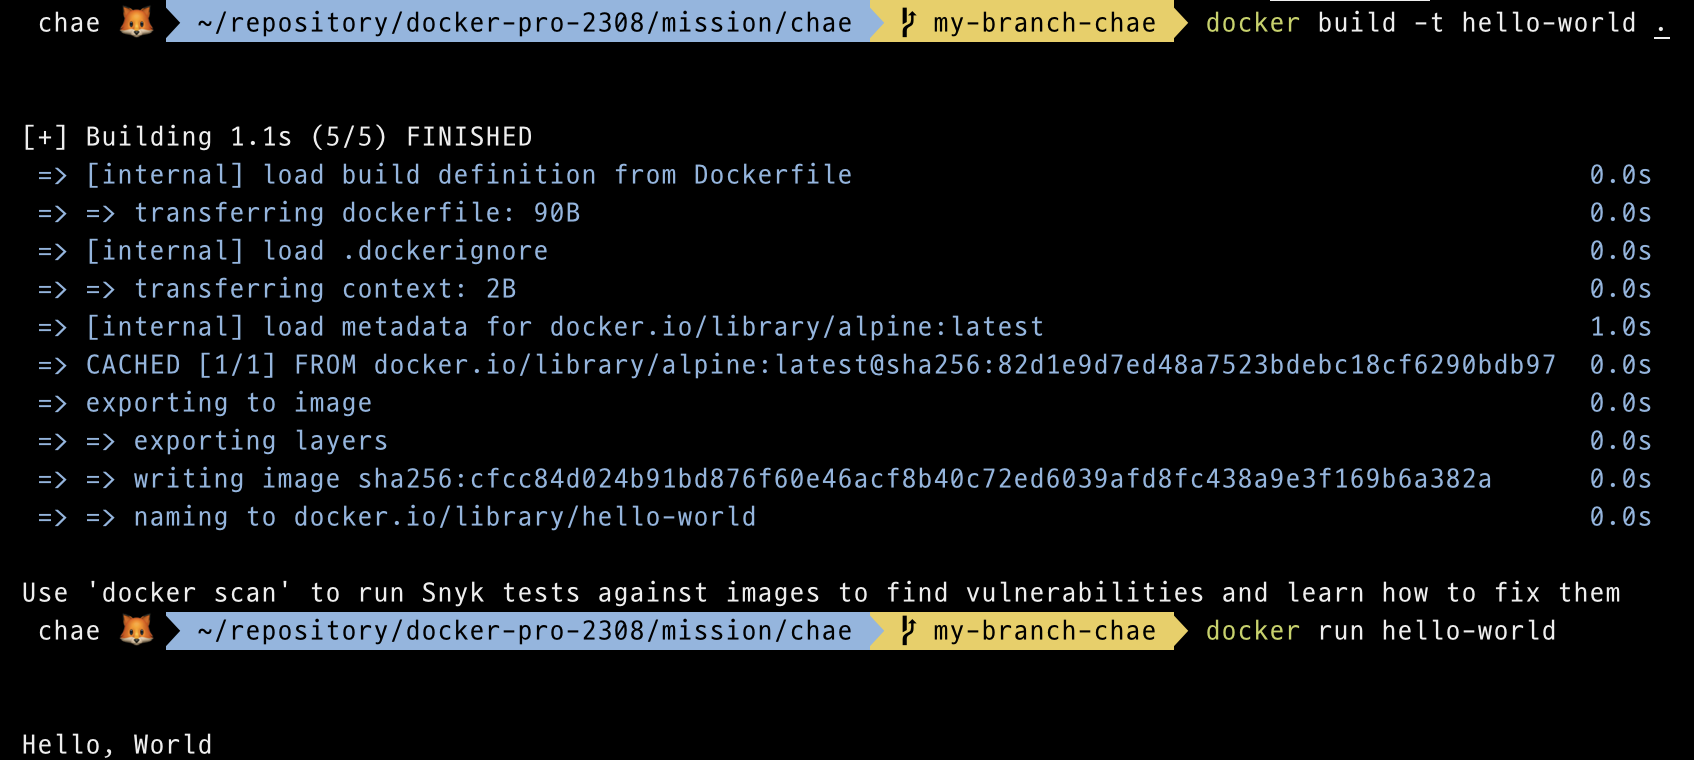 chae 🦊 ~/repository/docker-pro-2308/mission/chae my-branch-chae docker build -t hello-world .
[+] Building 1.1s (5/5) FINISHED
=> [internal] load build definition from Dockerfile 0.0s
=> => transferring dockerfile: 90B 0.0s
=> [internal] load .dockerignore 0.0s
=> => transferring context: 2B 0.0s
=> [internal] load metadata for docker.io/library/alpine:latest 1.0s
=> CACHED [1/1] FROM docker.io/library/alpine:latest@sha256:82d1e9d7ed48a7523bdebc18cf6290bdb97 0.0s
=> exporting to image 0.0s
=> => exporting layers 0.0s
=> => writing image sha256:cfcc84d024b91bd876f60e46acf8b40c72ed6039afd8fc438a9e3f169b6a382a 0.0s
=> => naming to docker.io/library/hello-world 0.0s
Use 'docker scan' to run Snyk tests against images to find vulnerabilities and learn how to fix them
chae 🦊 ~/repository/docker-pro-2308/mission/chae my-branch-chae docker run hello-world
Hello, World